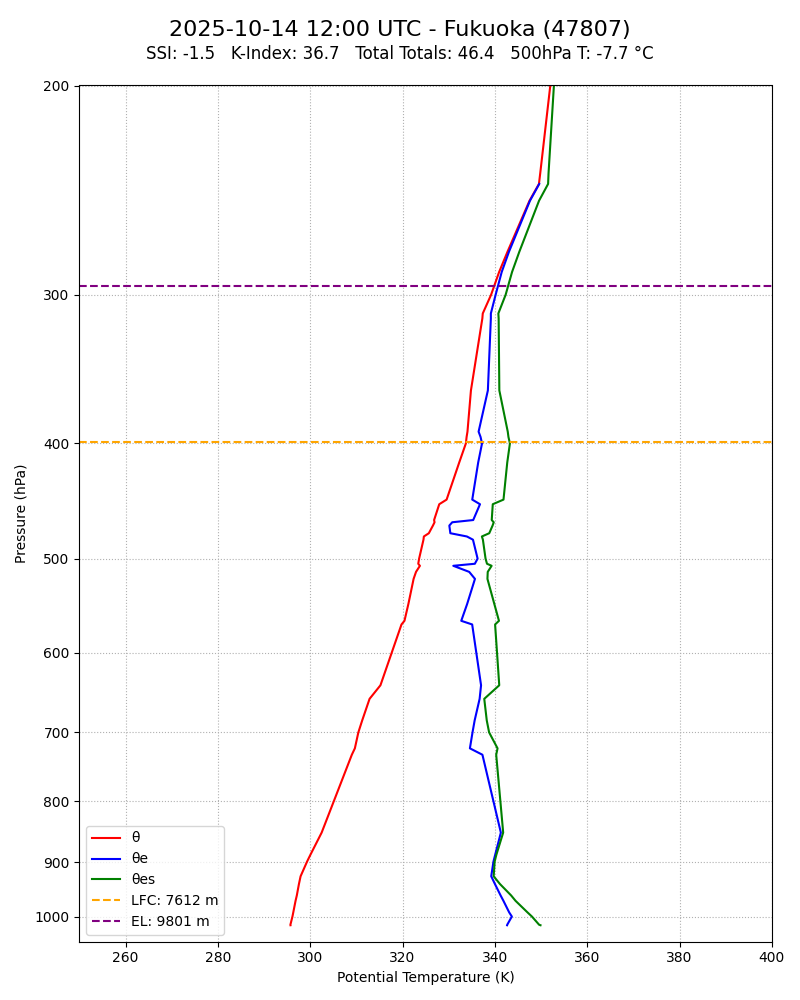 2025-10-14 12:00 UTC - Fukuoka (47807)
SSI: -1.5   K-Index: 36.7   Total Totals: 46.4   500hPa T: -7.7 °C
200
300
400
500
600
700
800
900
1000
Pressure (hPa)
θ
θe
θes
LFC: 7612 m
EL: 9801 m
260
280
300
320
340
360
380
400
Potential Temperature (K)